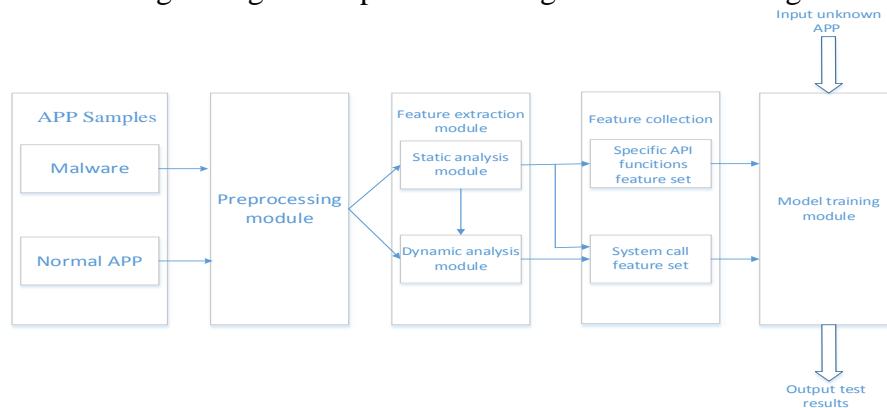 Input unknown
APP
APP Samples
Malware
Normal APP
Preprocessing
module
Feature extraction
module
Static analysis
module
Dynamic analysis
module
Feature collection
Specific API
funcitions
feature set
System call
feature set
Model training
module
Output test
results